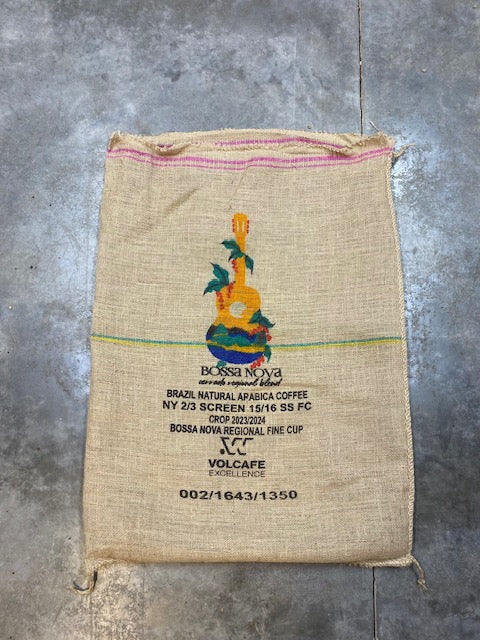 BOSSA NOVA
cerrado regional blend
BRAZIL NATURAL ARABICA COFFEE
NY 2/3 SCREEN 15/16 SS FC
CROP 2023/2024
BOSSA NOVA REGIONAL FINE CUP
VOLCAFE
EXCELLENCE
002/1643/1350